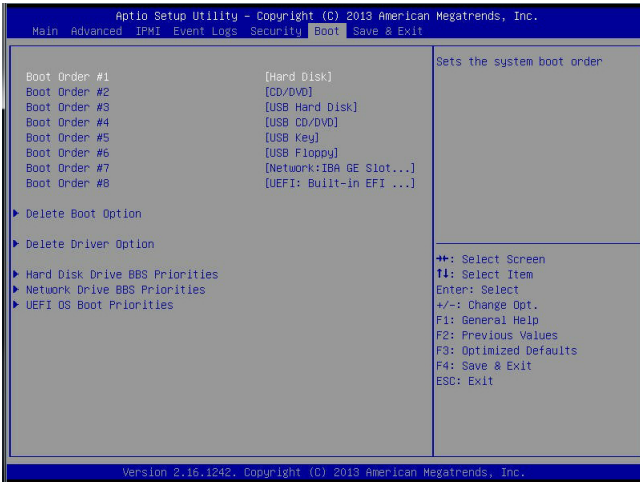 Aptio Setup Utility – Copyright (C) 2013 American Megatrends, Inc.
Main Advanced IPMI Event Logs Security Boot Save & Exit
Boot Order #1 [Hard Disk]
Boot Order #2 [CD/DVD]
Boot Order #3 [USB Hard Disk]
Boot Order #4 [USB CD/DVD]
Boot Order #5 [USB Key]
Boot Order #6 [USB Floppy]
Boot Order #7 [Network:IBA GE Slot...]
Boot Order #8 [UEFI: Built-in EFI ...]
▶ Delete Boot Option
▶ Delete Driver Option
▶ Hard Disk Drive BBS Priorities
▶ Network Drive BBS Priorities
▶ UEFI OS Boot Priorities
Sets the system boot order
→←: Select Screen
↑↓: Select Item
Enter: Select
+/-: Change Opt.
F1: General Help
F2: Previous Values
F3: Optimized Defaults
F4: Save & Exit
ESC: Exit
Version 2.16.1242. Copyright (C) 2013 American Megatrends, Inc.